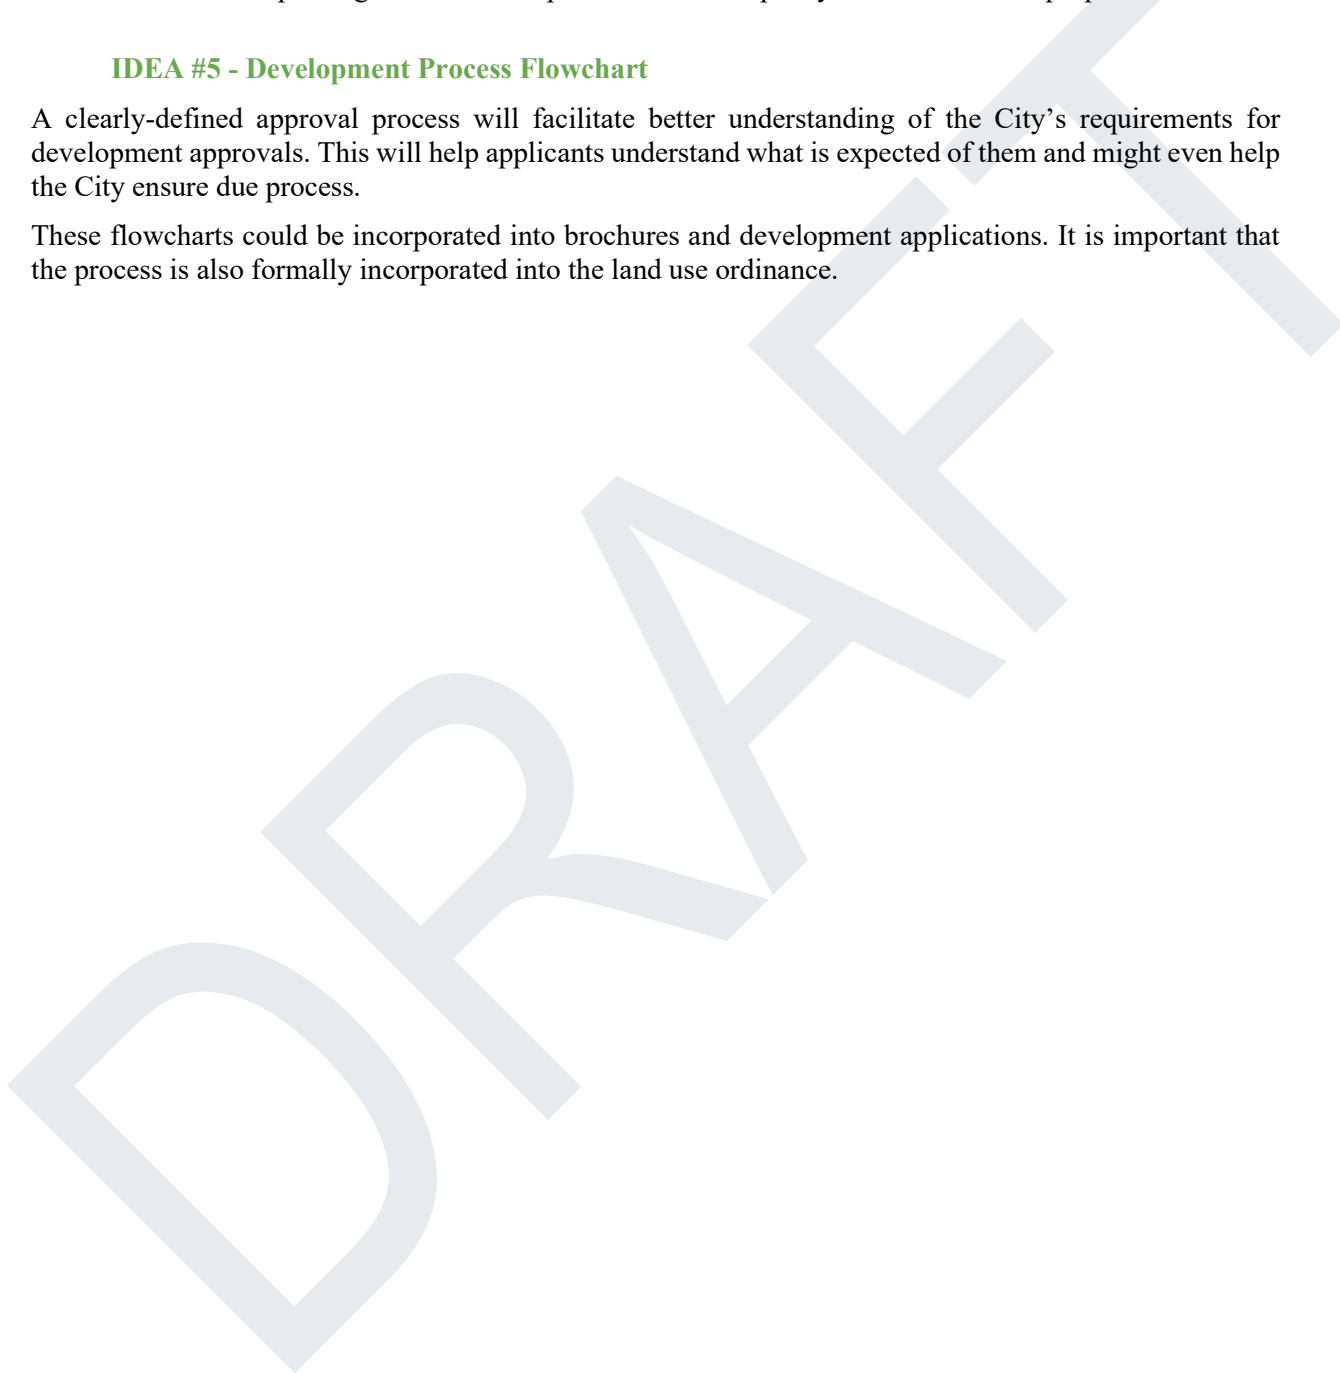 IDEA #5 - Development Process Flowchart
A clearly-defined approval process will facilitate better understanding of the City’s requirements for
development approvals. This will help applicants understand what is expected of them and might even help
the City ensure due process.
These flowcharts could be incorporated into brochures and development applications. It is important that
the process is also formally incorporated into the land use ordinance.
DRAFT